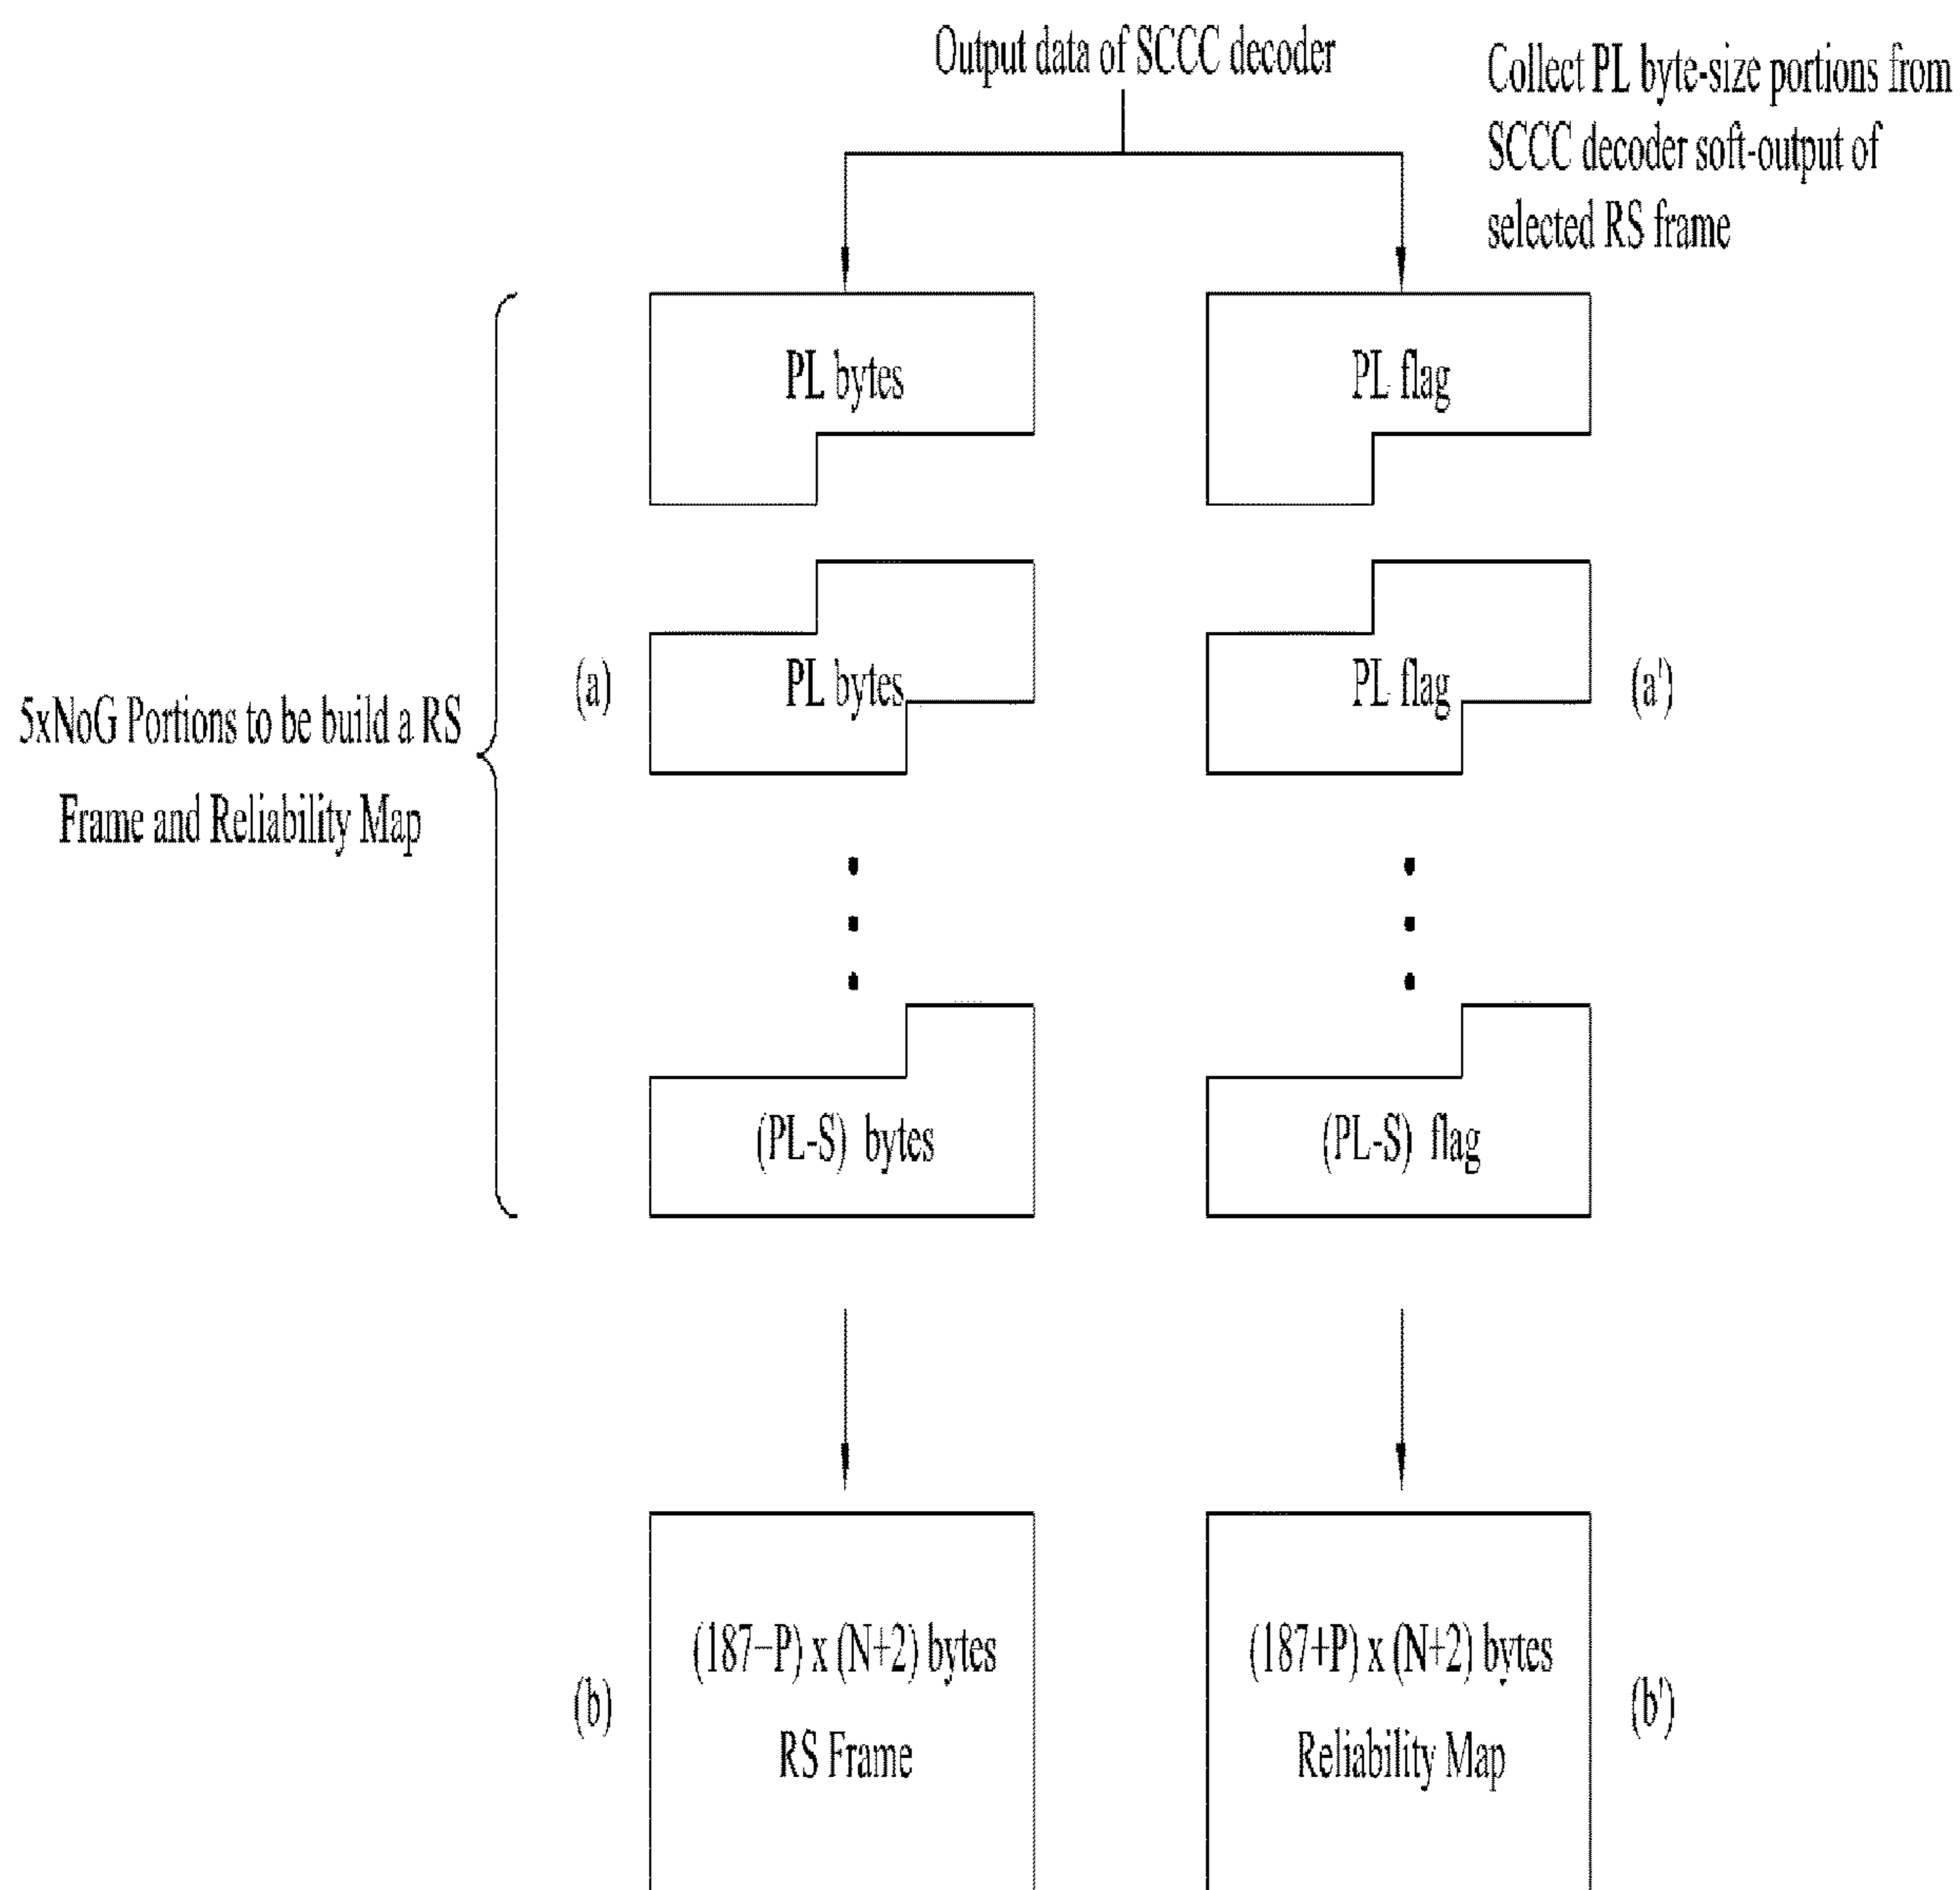 Output data of SCCC decoder
Collect PL byte-size portions from
SCCC decoder soft-output of
selected RS frame
PL bytes
PL flag
5xNoG Portions to be build a RS
Frame and Reliability Map
(a)
PL bytes
PL flag
(a')
(PL-S) bytes
(PL-S) flag
(b)
(187-P) x (N+2) bytes
RS Frame
(187+P) x (N+2) bytes
Reliability Map
(b')